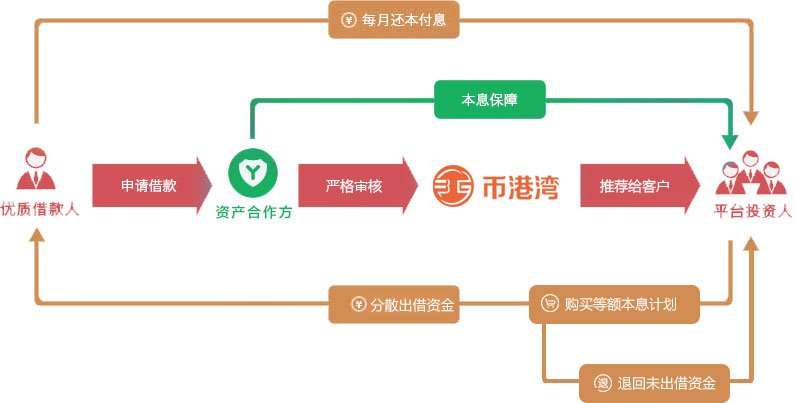 ¥ 每月还本付息
本息保障
申请借款
严格审核
BG 币港湾
推荐给客户
优质借款人
资产合作方
平台投资人
¥ 分散出借资金
购买等额本息计划
退 退回未出借资金